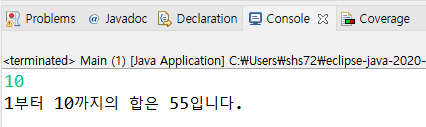 Problems @ Javadoc Declaration Console Coverage
<terminated> Main (1) [Java Application] C:₩Users₩shs72₩eclipse-java-2020-
10
1부터 10까지의 합은 55입니다.